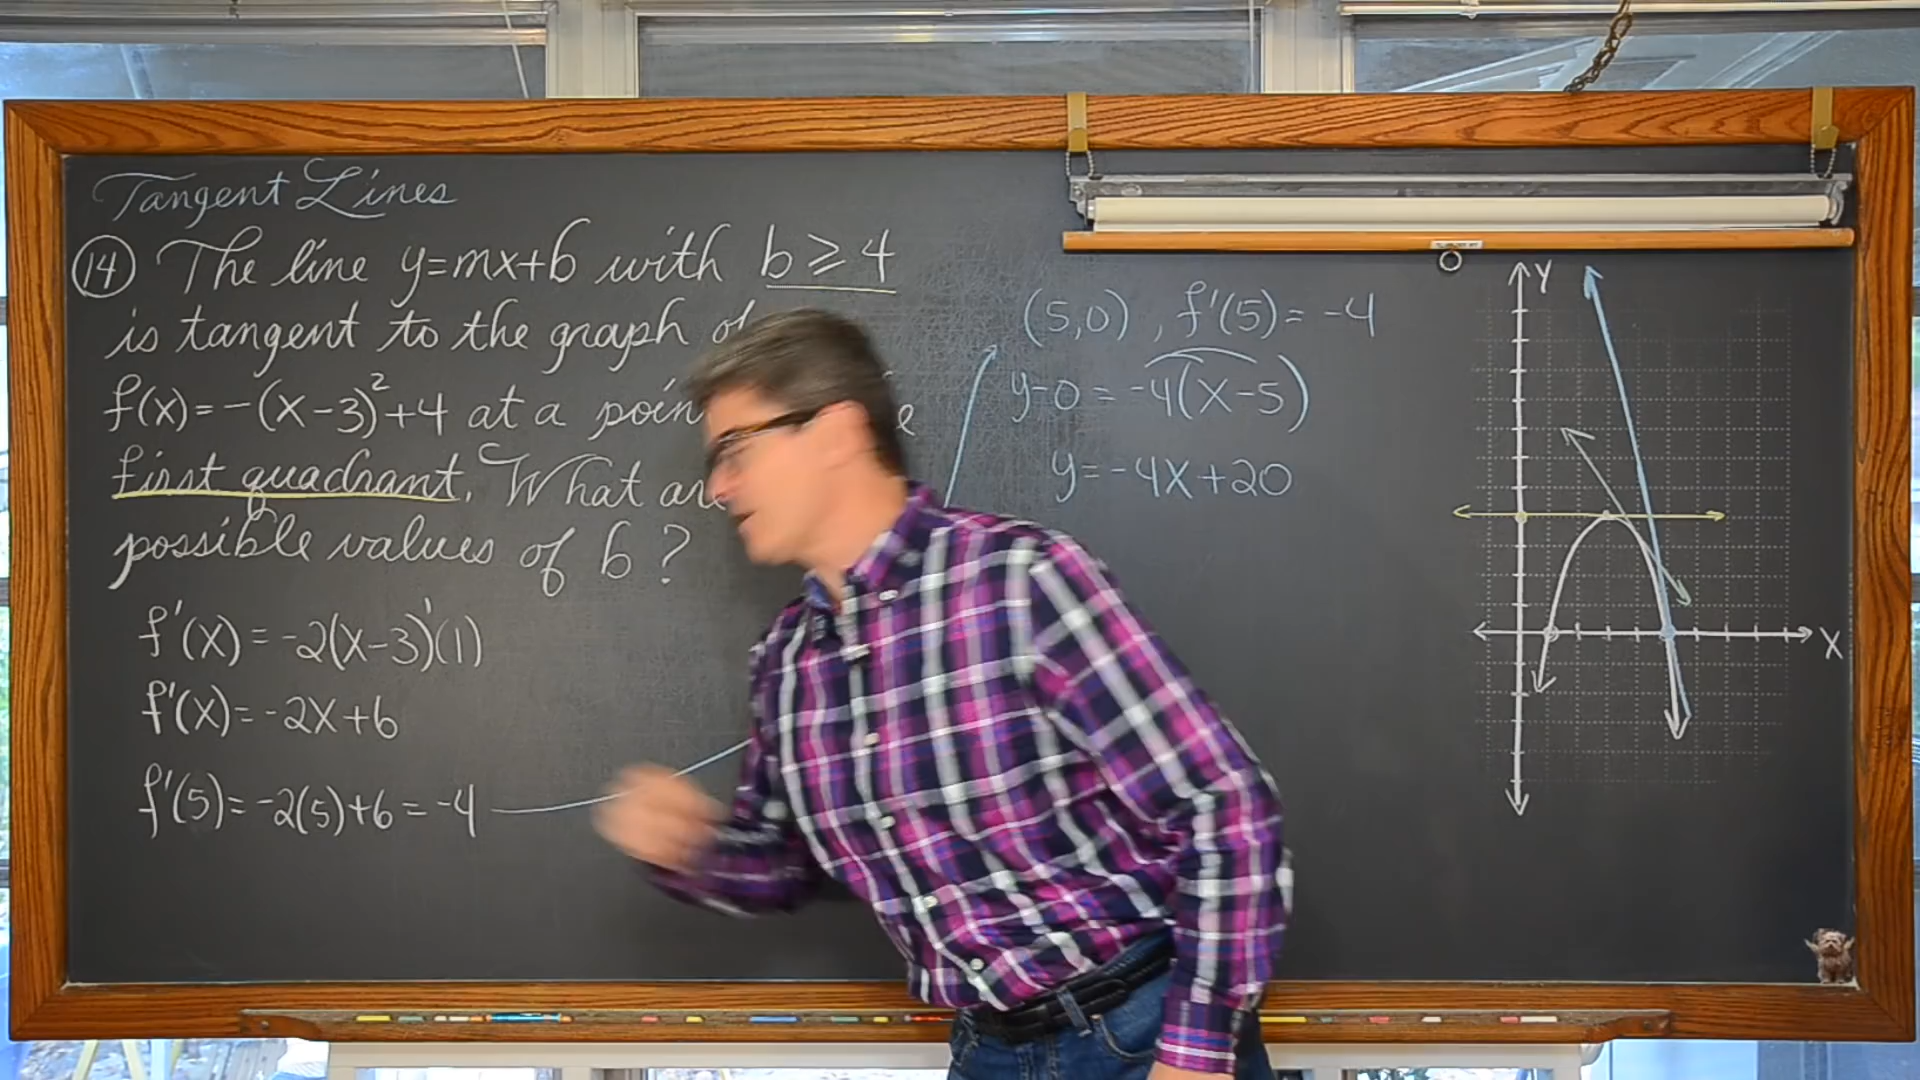 Tangent Lines
14 The line y=mx+b with b ⩾ 4
is tangent to the graph of
f(x) = -(x-3)²+4 at a
first quadrant. What
possible values of b?
f'(x) = -2(x-3)'(1)
f'(x) = -2x+6
f'(5) = -2(5)+6 = -4
(5,0), f'(5) = -4
y-0 = -4(x-5)
y = -4x+20
Y
X